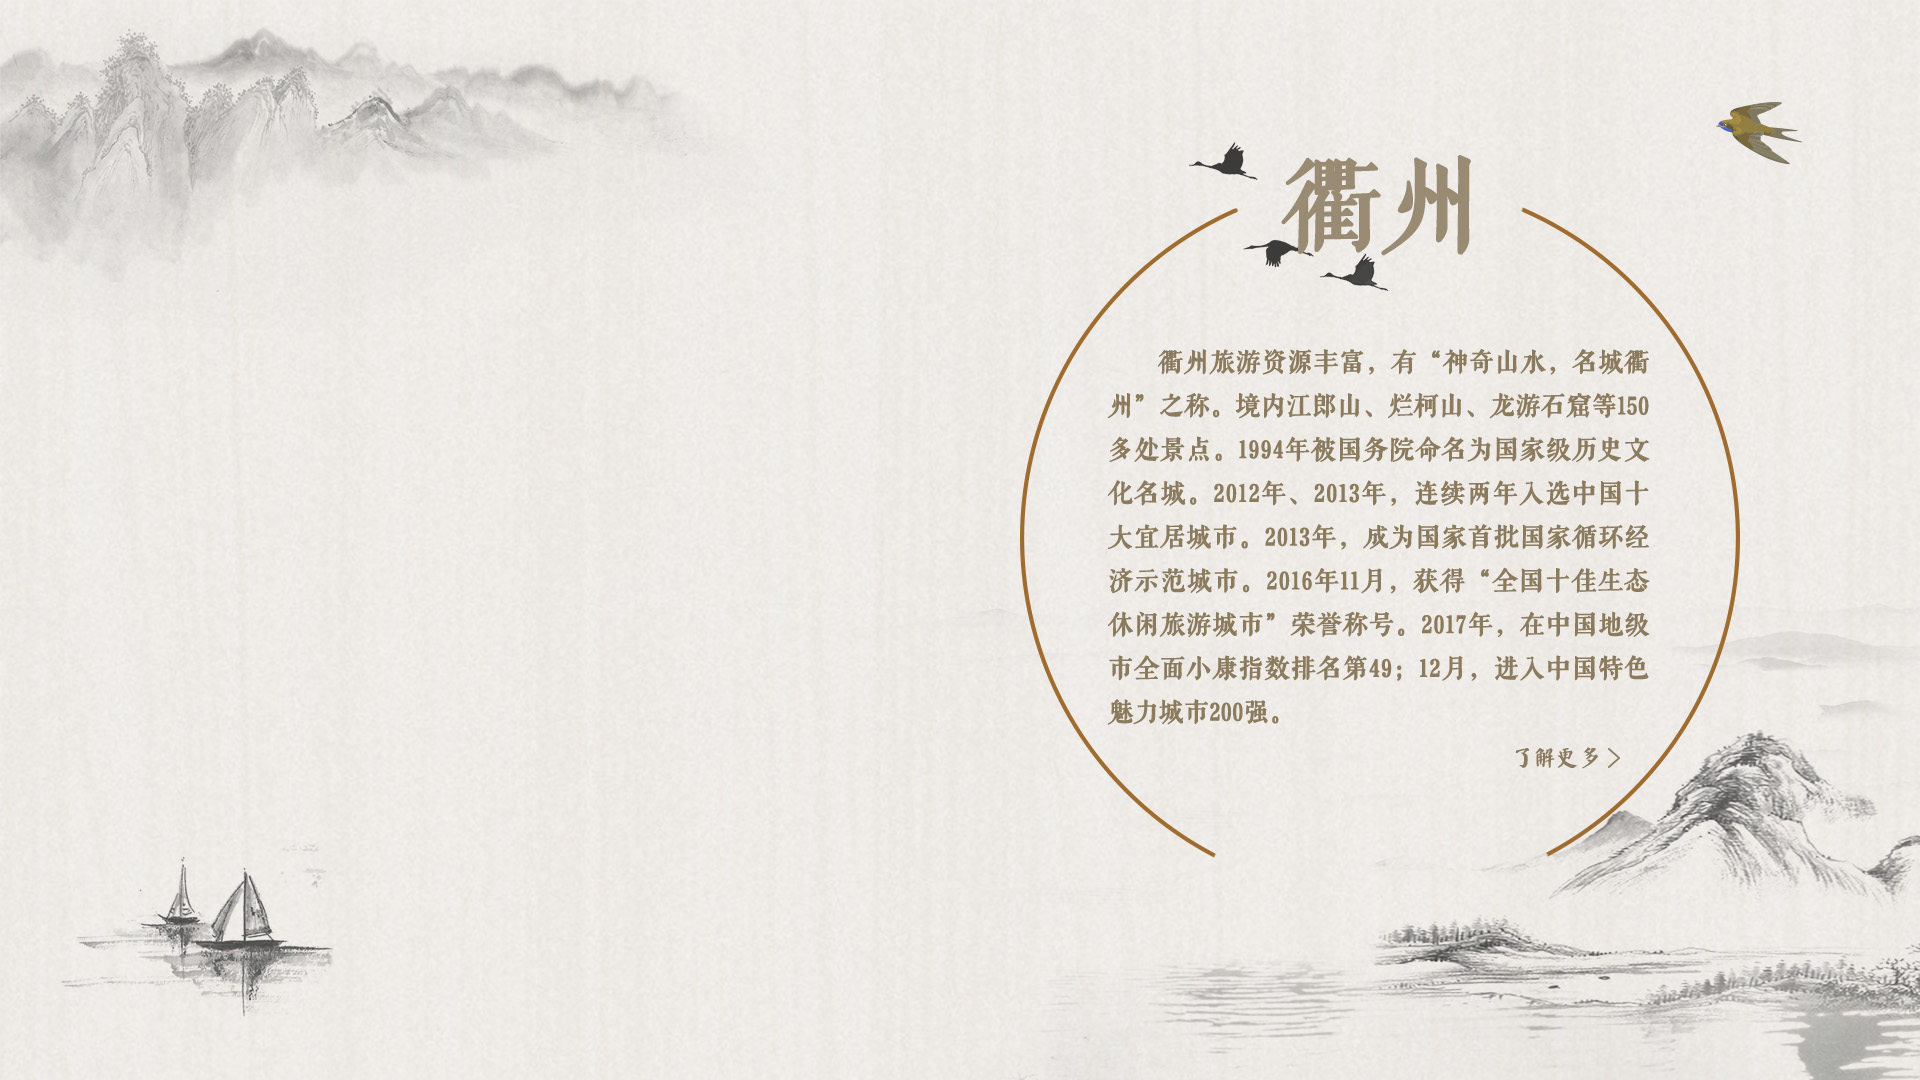 衢州
衢州旅游资源丰富，有“神奇山水，名城衢
州”之称。境内江郎山、烂柯山、龙游石窟等150
多处景点。1994年被国务院命名为国家级历史文
化名城。2012年、2013年，连续两年入选中国十
大宜居城市。2013年，成为国家首批国家循环经
济示范城市。2016年11月，获得“全国十佳生态
休闲旅游城市”荣誉称号。2017年，在中国地级
市全面小康指数排名第49；12月，进入中国特色
魅力城市200强。
了解更多>